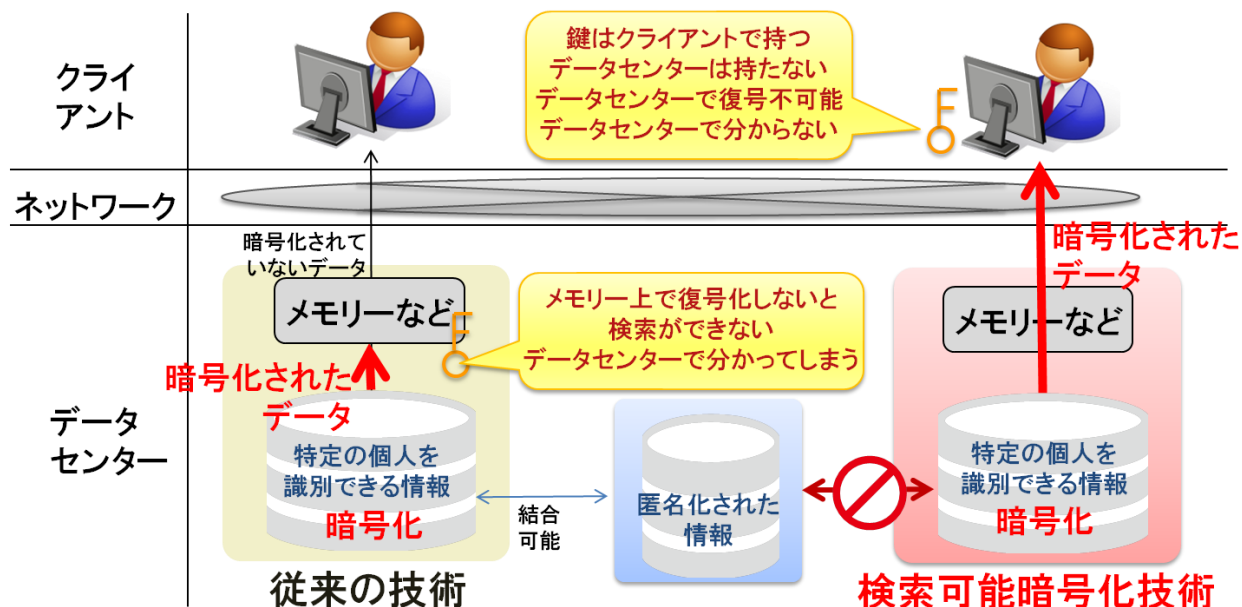 クライ
アント
鍵はクライアントで持つ
データセンターは持たない
データセンターで復号不可能
データセンターで分からない
ネットワーク
データ
センター
暗号化されて
いないデータ
メモリーなど
暗号化された
データ
特定の個人を
識別できる情報
暗号化
従来の技術
メモリー上で復号化しないと
検索ができない
データセンターで分かってしまう
結合
可能
匿名化された
情報
暗号化された
データ
メモリーなど
特定の個人を
識別できる情報
暗号化
検索可能暗号化技術